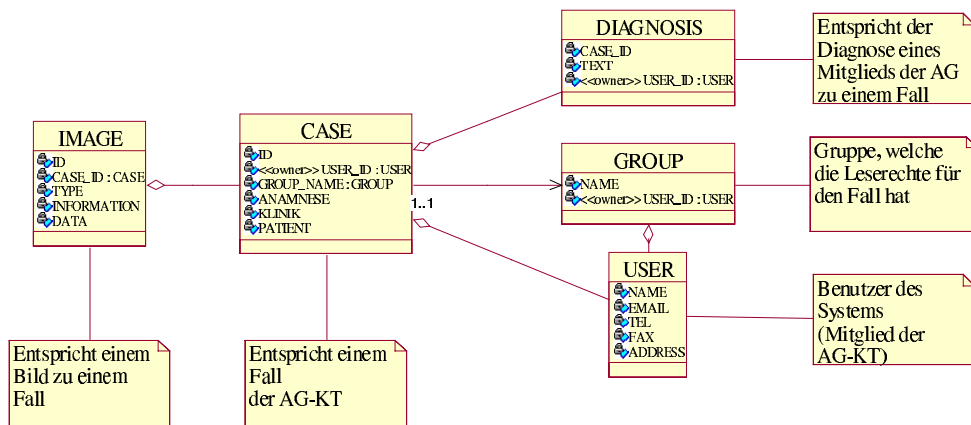 DIAGNOSIS
CASE_ID
TEXT
<<owner>> USER_ID : USER
Entspricht der
Diagnose eines
Mitglieds der AG
zu einem Fall
IMAGE
ID
CASE_ID : CASE
TYPE
INFORMATION
DATA
CASE
ID
<<owner>> USER_ID : USER
GROUP_NAME : GROUP
ANAMNESE
KLINIK
PATIENT
1..1
GROUP
NAME
<<owner>> USER_ID : USER
Gruppe, welche
die Leserechte für
den Fall hat
USER
NAME
EMAIL
TEL
FAX
ADDRESS
Benutzer des
Systems
(Mitglied der
AG-KT)
Entspricht einem
Bild zu einem
Fall
Entspricht einem
Fall
der AG-KT